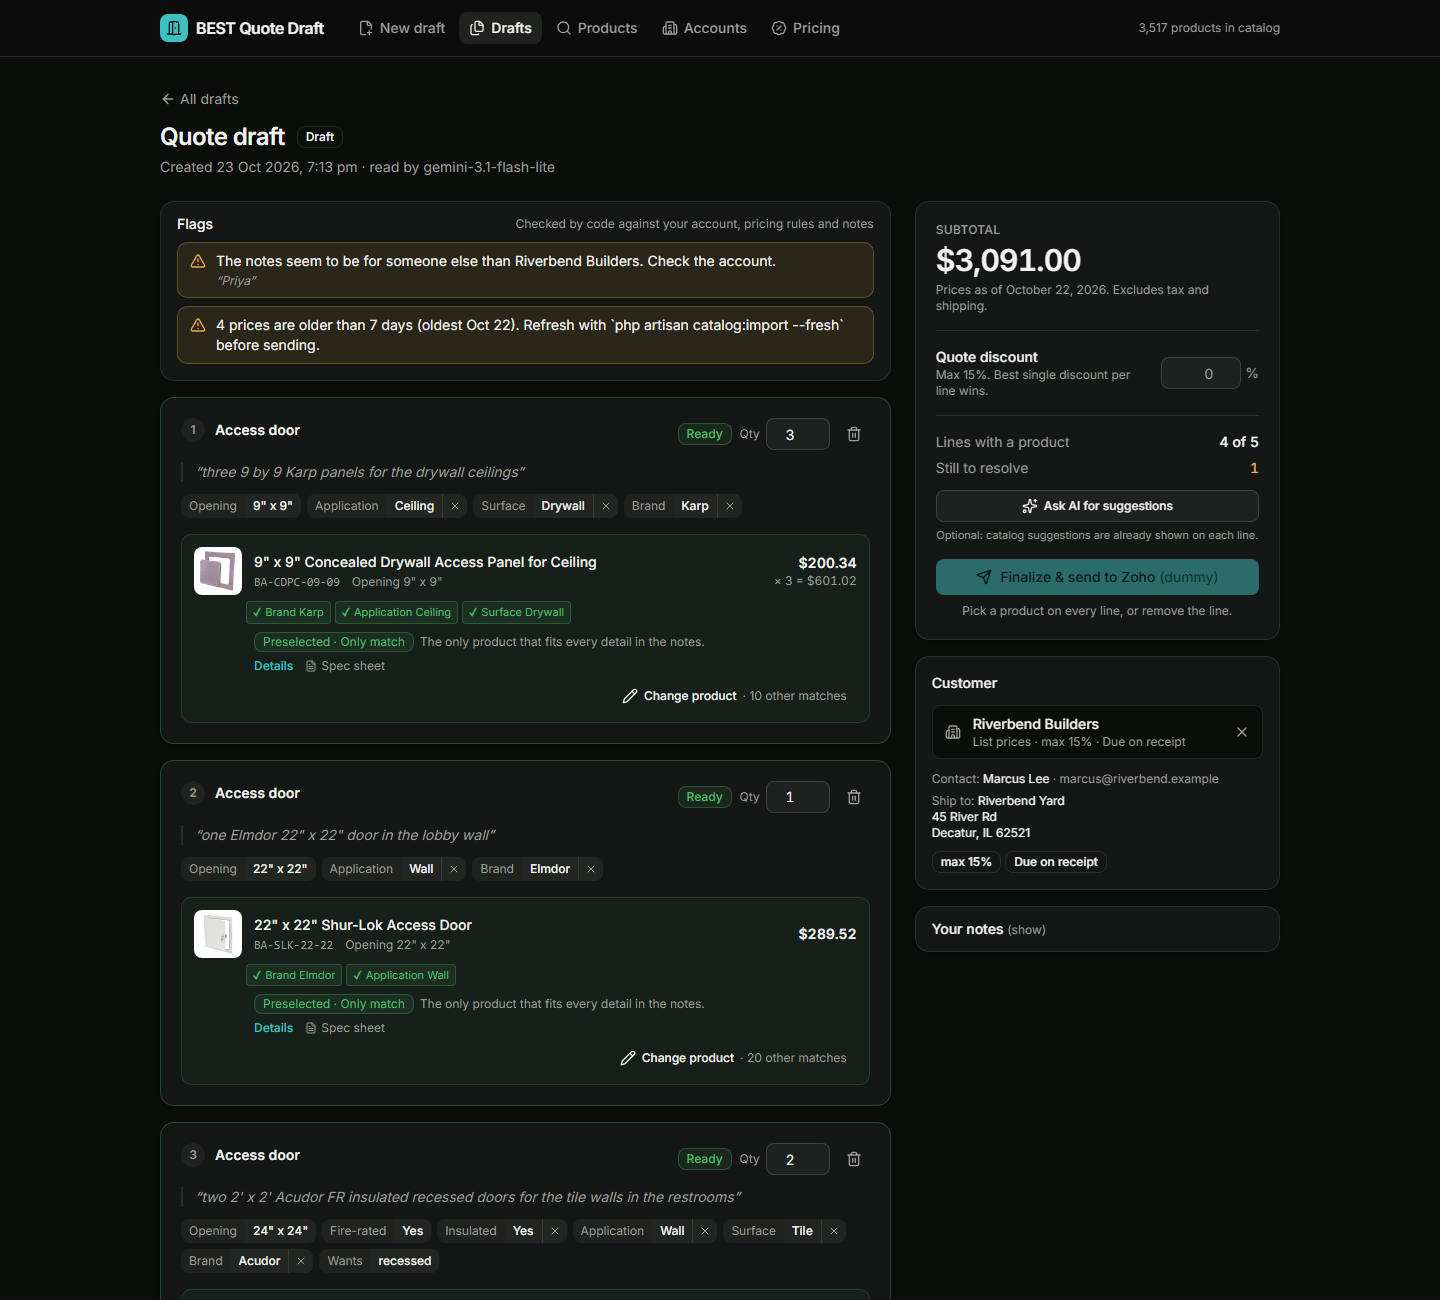 BEST Quote Draft
New draft
Drafts
Products
Accounts
Pricing
3,517 products in catalog
All drafts
Quote draft
Draft
Created 23 Oct 2026, 7:13 pm · read by gemini-3.1-flash-lite
Flags
Checked by code against your account, pricing rules and notes
The notes seem to be for someone else than Riverbend Builders. Check the account.
“Priya”
4 prices are older than 7 days (oldest Oct 22). Refresh with `php artisan catalog:import --fresh`
before sending.
1
Access door
Ready
Qty
3
“three 9 by 9 Karp panels for the drywall ceilings”
Opening 9" x 9"
Application Ceiling
Surface Drywall
Brand Karp
9" x 9" Concealed Drywall Access Panel for Ceiling
$200.34
BA-CDPC-09-09 Opening 9" x 9"
× 3 = $601.02
✓ Brand Karp
✓ Application Ceiling
✓ Surface Drywall
Preselected · Only match
The only product that fits every detail in the notes.
Details
Spec sheet
Change product · 10 other matches
2
Access door
Ready
Qty
1
“one Elmdor 22" x 22" door in the lobby wall”
Opening 22" x 22"
Application Wall
Brand Elmdor
22" x 22" Shur-Lok Access Door
$289.52
BA-SLK-22-22 Opening 22" x 22"
✓ Brand Elmdor
✓ Application Wall
Preselected · Only match
The only product that fits every detail in the notes.
Details
Spec sheet
Change product · 20 other matches
3
Access door
Ready
Qty
2
“two 2' x 2' Acudor FR insulated recessed doors for the tile walls in the restrooms”
Opening 24" x 24"
Fire-rated Yes
Insulated Yes
Application Wall
Surface Tile
Brand Acudor
Wants recessed
SUBTOTAL
$3,091.00
Prices as of October 22, 2026. Excludes tax and
shipping.
Quote discount
Max 15%. Best single discount per
line wins.
0
%
Lines with a product
4 of 5
Still to resolve
1
Ask AI for suggestions
Optional: catalog suggestions are already shown on each line.
Finalize & send to Zoho (dummy)
Pick a product on every line, or remove the line.
Customer
Riverbend Builders
List prices · max 15% · Due on receipt
Contact: Marcus Lee · marcus@riverbend.example
Ship to: Riverbend Yard
45 River Rd
Decatur, IL 62521
max 15%
Due on receipt
Your notes (show)